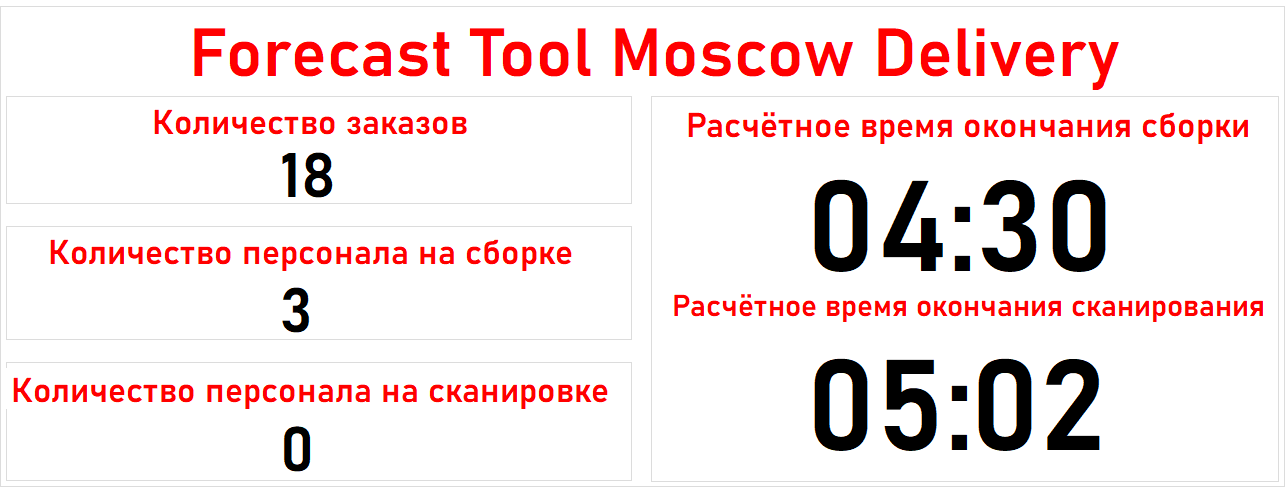 Forecast Tool Moscow Delivery
Количество заказов
18
Количество персонала на сборке
3
Количество персонала на сканировке
0
Расчётное время окончания сборки
04:30
Расчётное время окончания сканирования
05:02